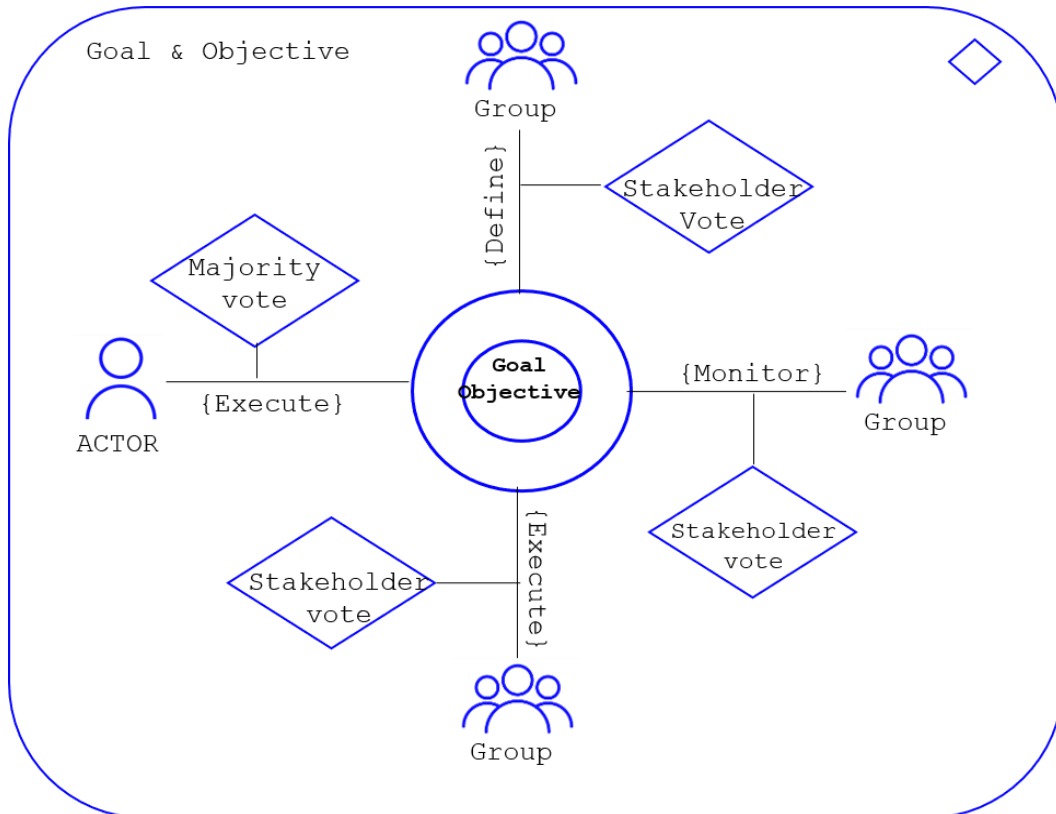 Goal & Objective
Group
{Define}
Stakeholder
Vote
Majority
vote
Goal
Objective
{Monitor}
{Execute}
Group
ACTOR
{Execute}
Stakeholder
vote
Stakeholder
vote
Group